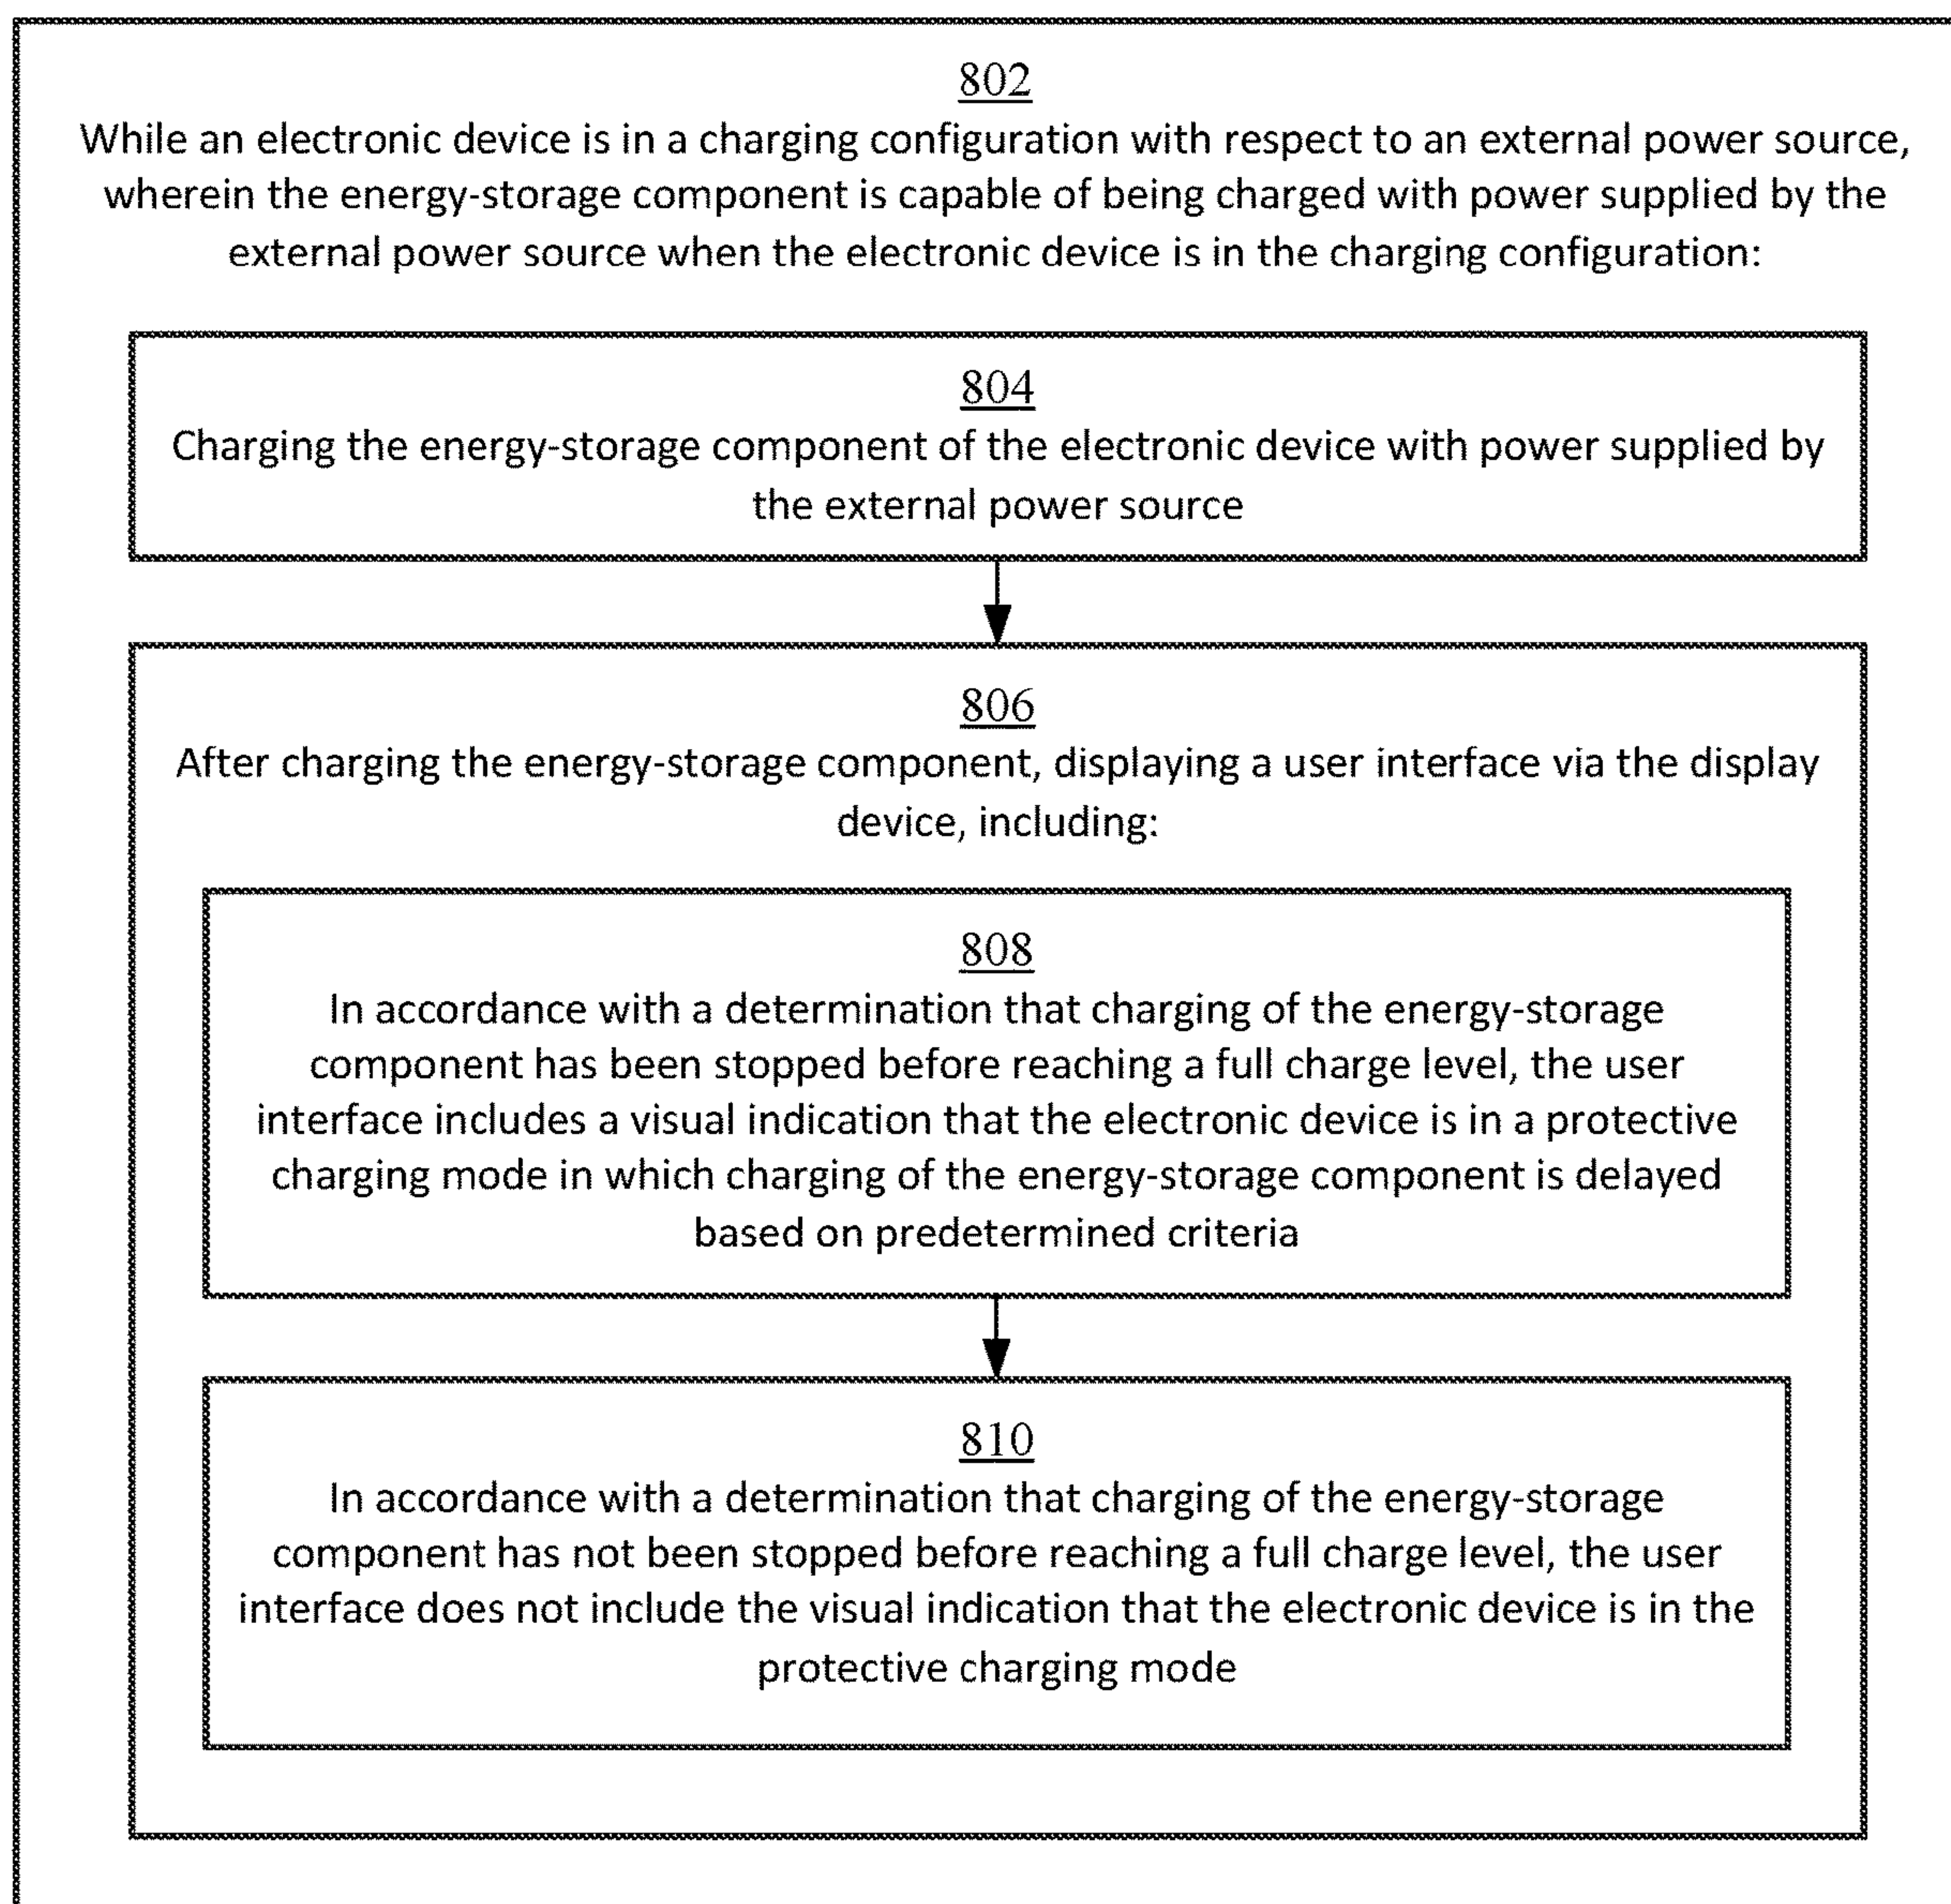 802
While an electronic device is in a charging configuration with respect to an external power source,
wherein the energy-storage component is capable of being charged with power supplied by the
external power source when the electronic device is in the charging configuration:
804
Charging the energy-storage component of the electronic device with power supplied by
the external power source
806
After charging the energy-storage component, displaying a user interface via the display
device, including:
808
In accordance with a determination that charging of the energy-storage
component has been stopped before reaching a full charge level, the user
interface includes a visual indication that the electronic device is in a protective
charging mode in which charging of the energy-storage component is delayed
based on predetermined criteria
810
In accordance with a determination that charging of the energy-storage
component has not been stopped before reaching a full charge level, the user
interface does not include the visual indication that the electronic device is in the
protective charging mode